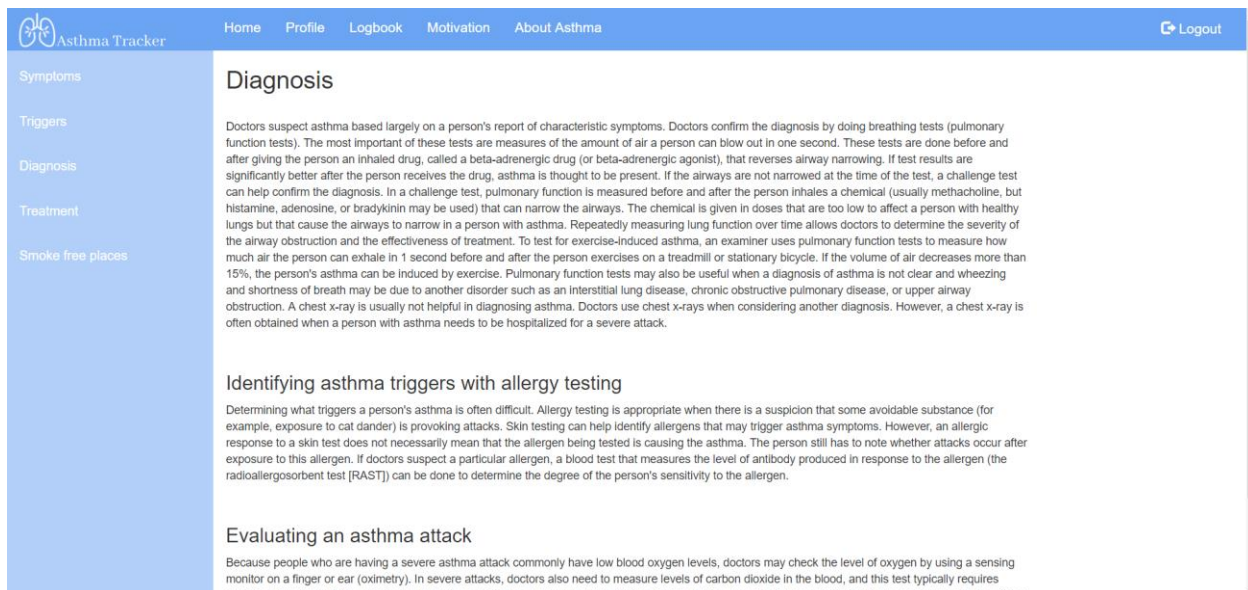 Asthma Tracker
Home Profile Logbook Motivation About Asthma
Logout
Symptoms
Triggers
Diagnosis
Treatment
Smoke free places
Diagnosis
Doctors suspect asthma based largely on a person's report of characteristic symptoms. Doctors confirm the diagnosis by doing breathing tests (pulmonary
function tests). The most important of these tests are measures of the amount of air a person can blow out in one second. These tests are done before and
after giving the person an inhaled drug, called a beta-adrenergic drug (or beta-adrenergic agonist), that reverses airway narrowing. If test results are
significantly better after the person receives the drug, asthma is thought to be present. If the airways are not narrowed at the time of the test, a challenge test
can help confirm the diagnosis. In a challenge test, pulmonary function is measured before and after the person inhales a chemical (usually methacholine, but
histamine, adenosine, or bradykinin may be used) that can narrow the airways. The chemical is given in doses that are too low to affect a person with healthy
lungs but that cause the airways to narrow in a person with asthma. Repeatedly measuring lung function over time allows doctors to determine the severity of
the airway obstruction and the effectiveness of treatment. To test for exercise-induced asthma, an examiner uses pulmonary function tests to measure how
much air the person can exhale in 1 second before and after the person exercises on a treadmill or stationary bicycle. If the volume of air decreases more than
15%, the person's asthma can be induced by exercise. Pulmonary function tests may also be useful when a diagnosis of asthma is not clear and wheezing
and shortness of breath may be due to another disorder such as an interstitial lung disease, chronic obstructive pulmonary disease, or upper airway
obstruction. A chest x-ray is usually not helpful in diagnosing asthma. Doctors use chest x-rays when considering another diagnosis. However, a chest x-ray is
often obtained when a person with asthma needs to be hospitalized for a severe attack.
Identifying asthma triggers with allergy testing
Determining what triggers a person's asthma is often difficult. Allergy testing is appropriate when there is a suspicion that some avoidable substance (for
example, exposure to cat dander) is provoking attacks. Skin testing can help identify allergens that may trigger asthma symptoms. However, an allergic
response to a skin test does not necessarily mean that the allergen being tested is causing the asthma. The person still has to note whether attacks occur after
exposure to this allergen. If doctors suspect a particular allergen, a blood test that measures the level of antibody produced in response to the allergen (the
radioallergosorbent test [RAST]) can be done to determine the degree of the person's sensitivity to the allergen.
Evaluating an asthma attack
Because people who are having a severe asthma attack commonly have low blood oxygen levels, doctors may check the level of oxygen by using a sensing
monitor on a finger or ear (oximetry). In severe attacks, doctors also need to measure levels of carbon dioxide in the blood, and this test typically requires